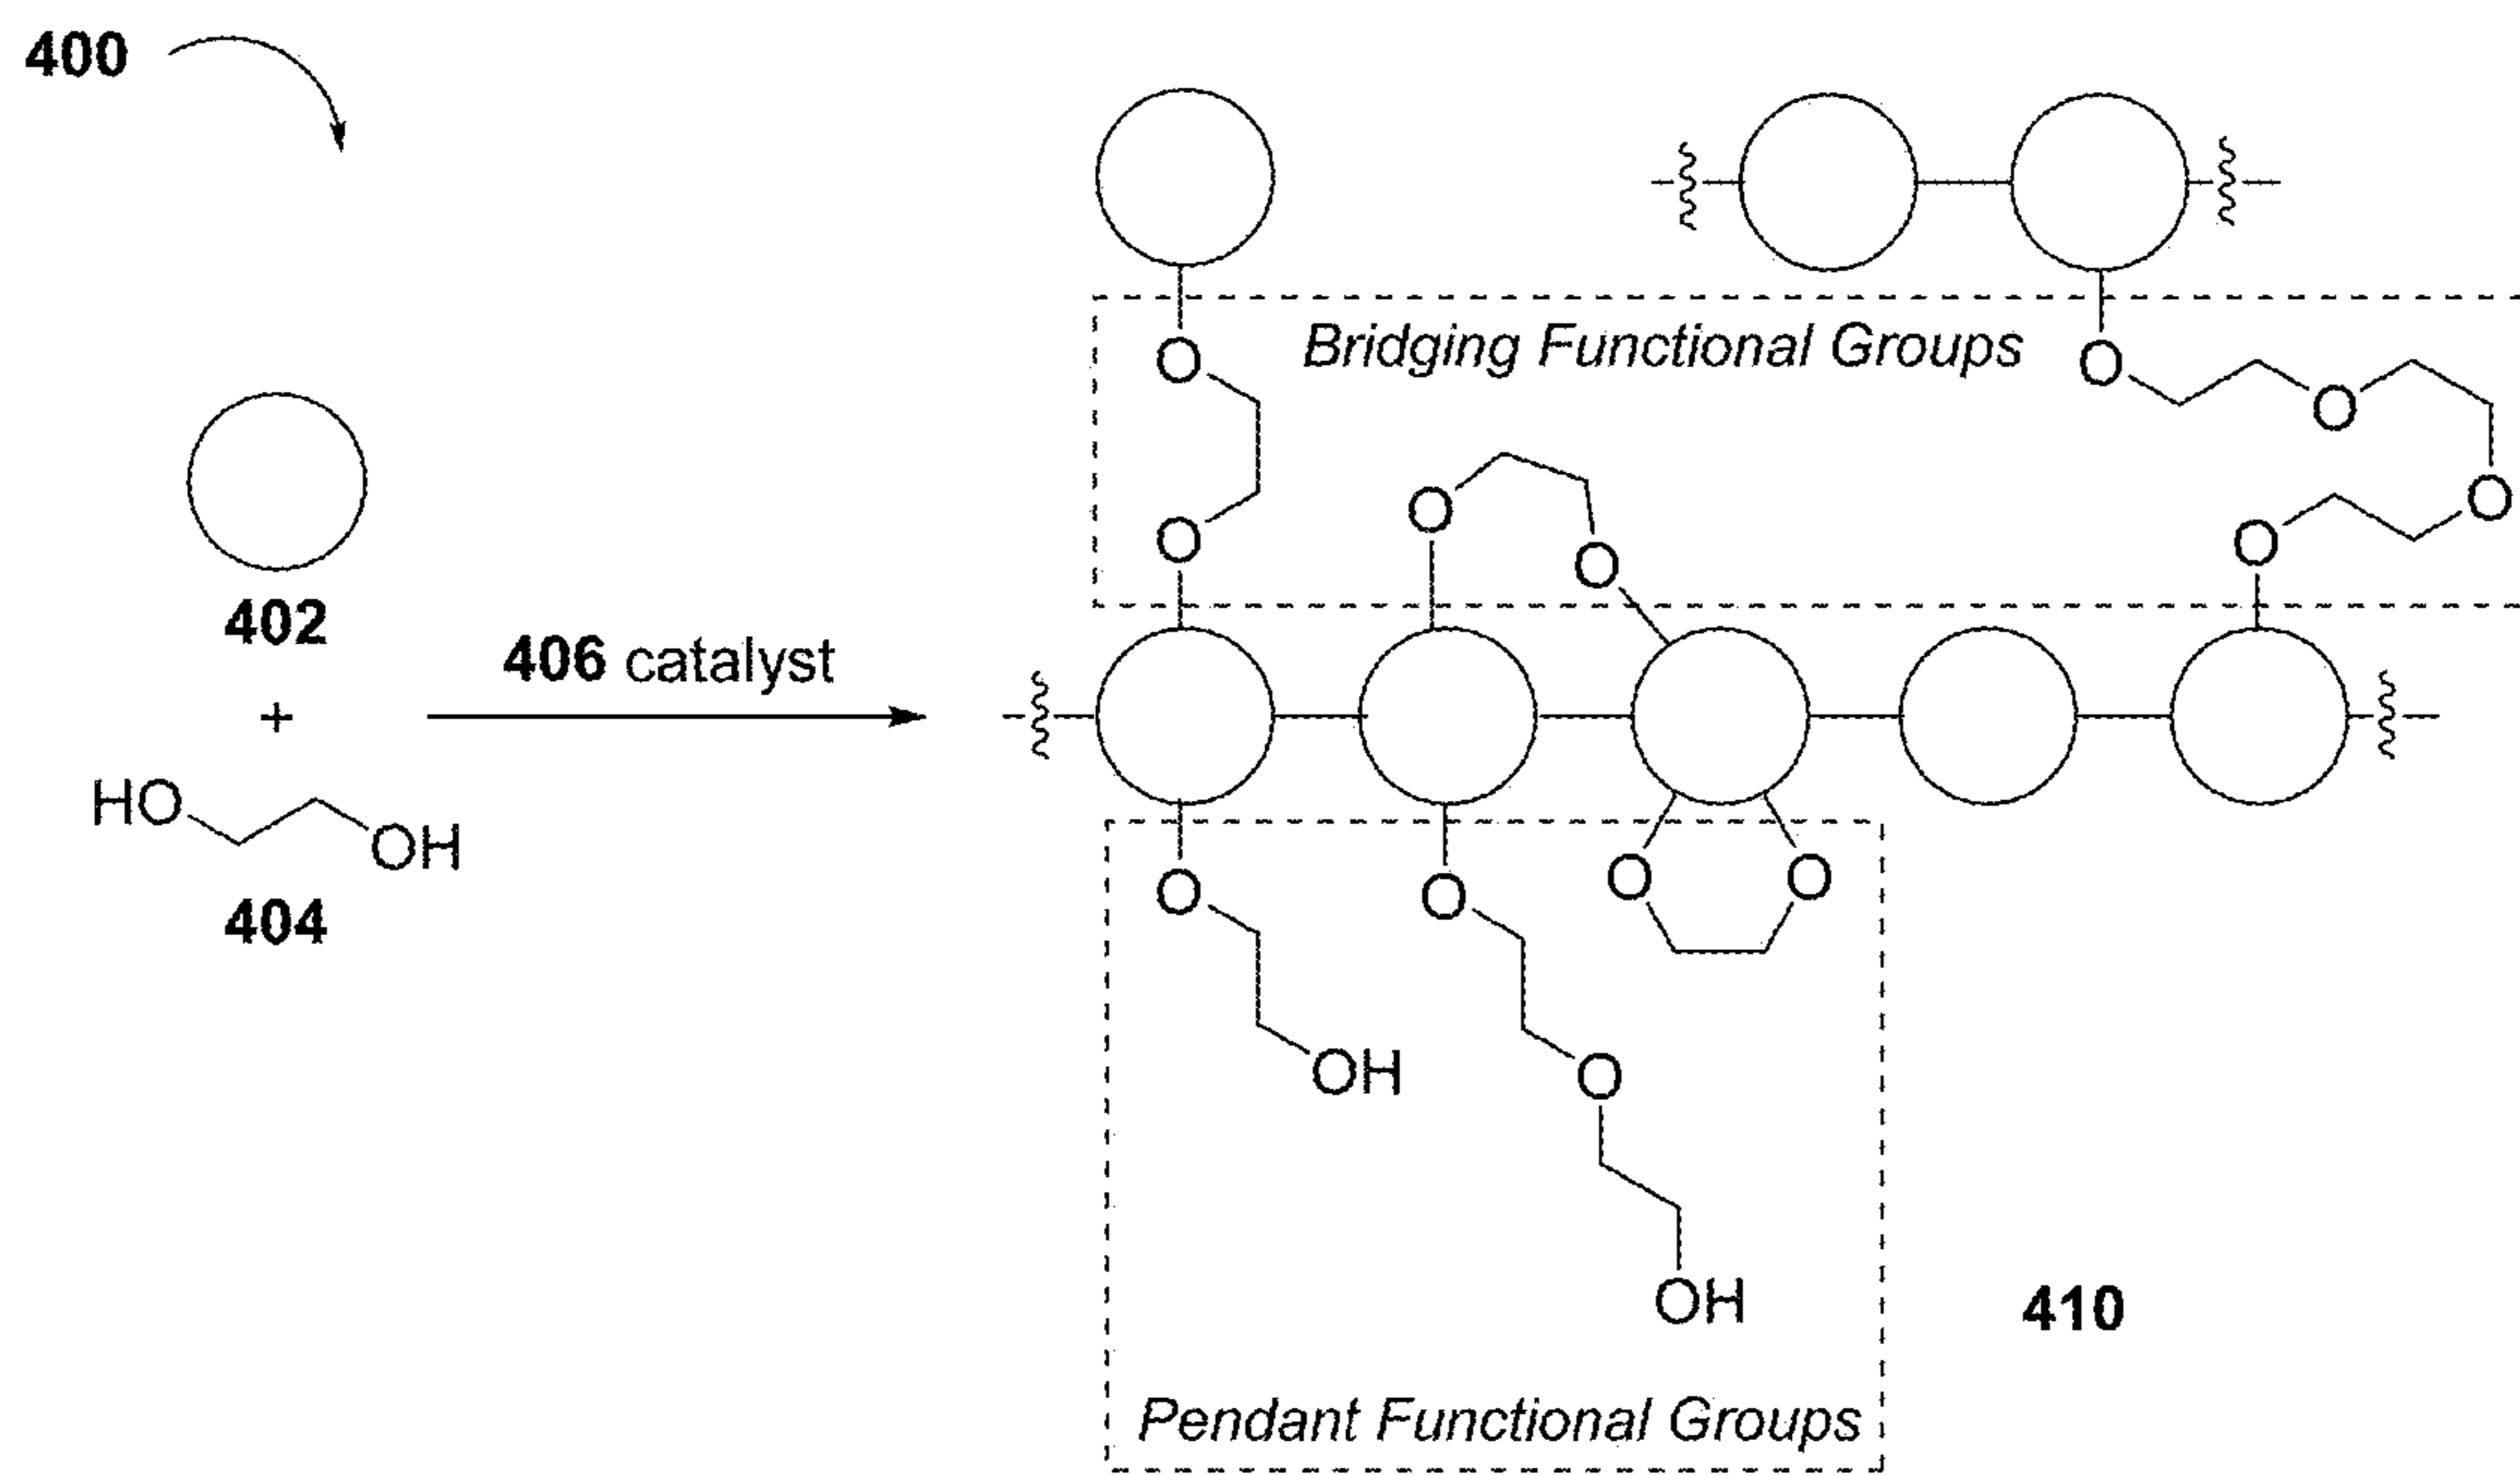 400
402
+
HO
OH
404
406 catalyst
Bridging Functional Groups
O
O
O
O
O
O
O
O
O
O
O
O
OH
O
OH
Pendant Functional Groups
410